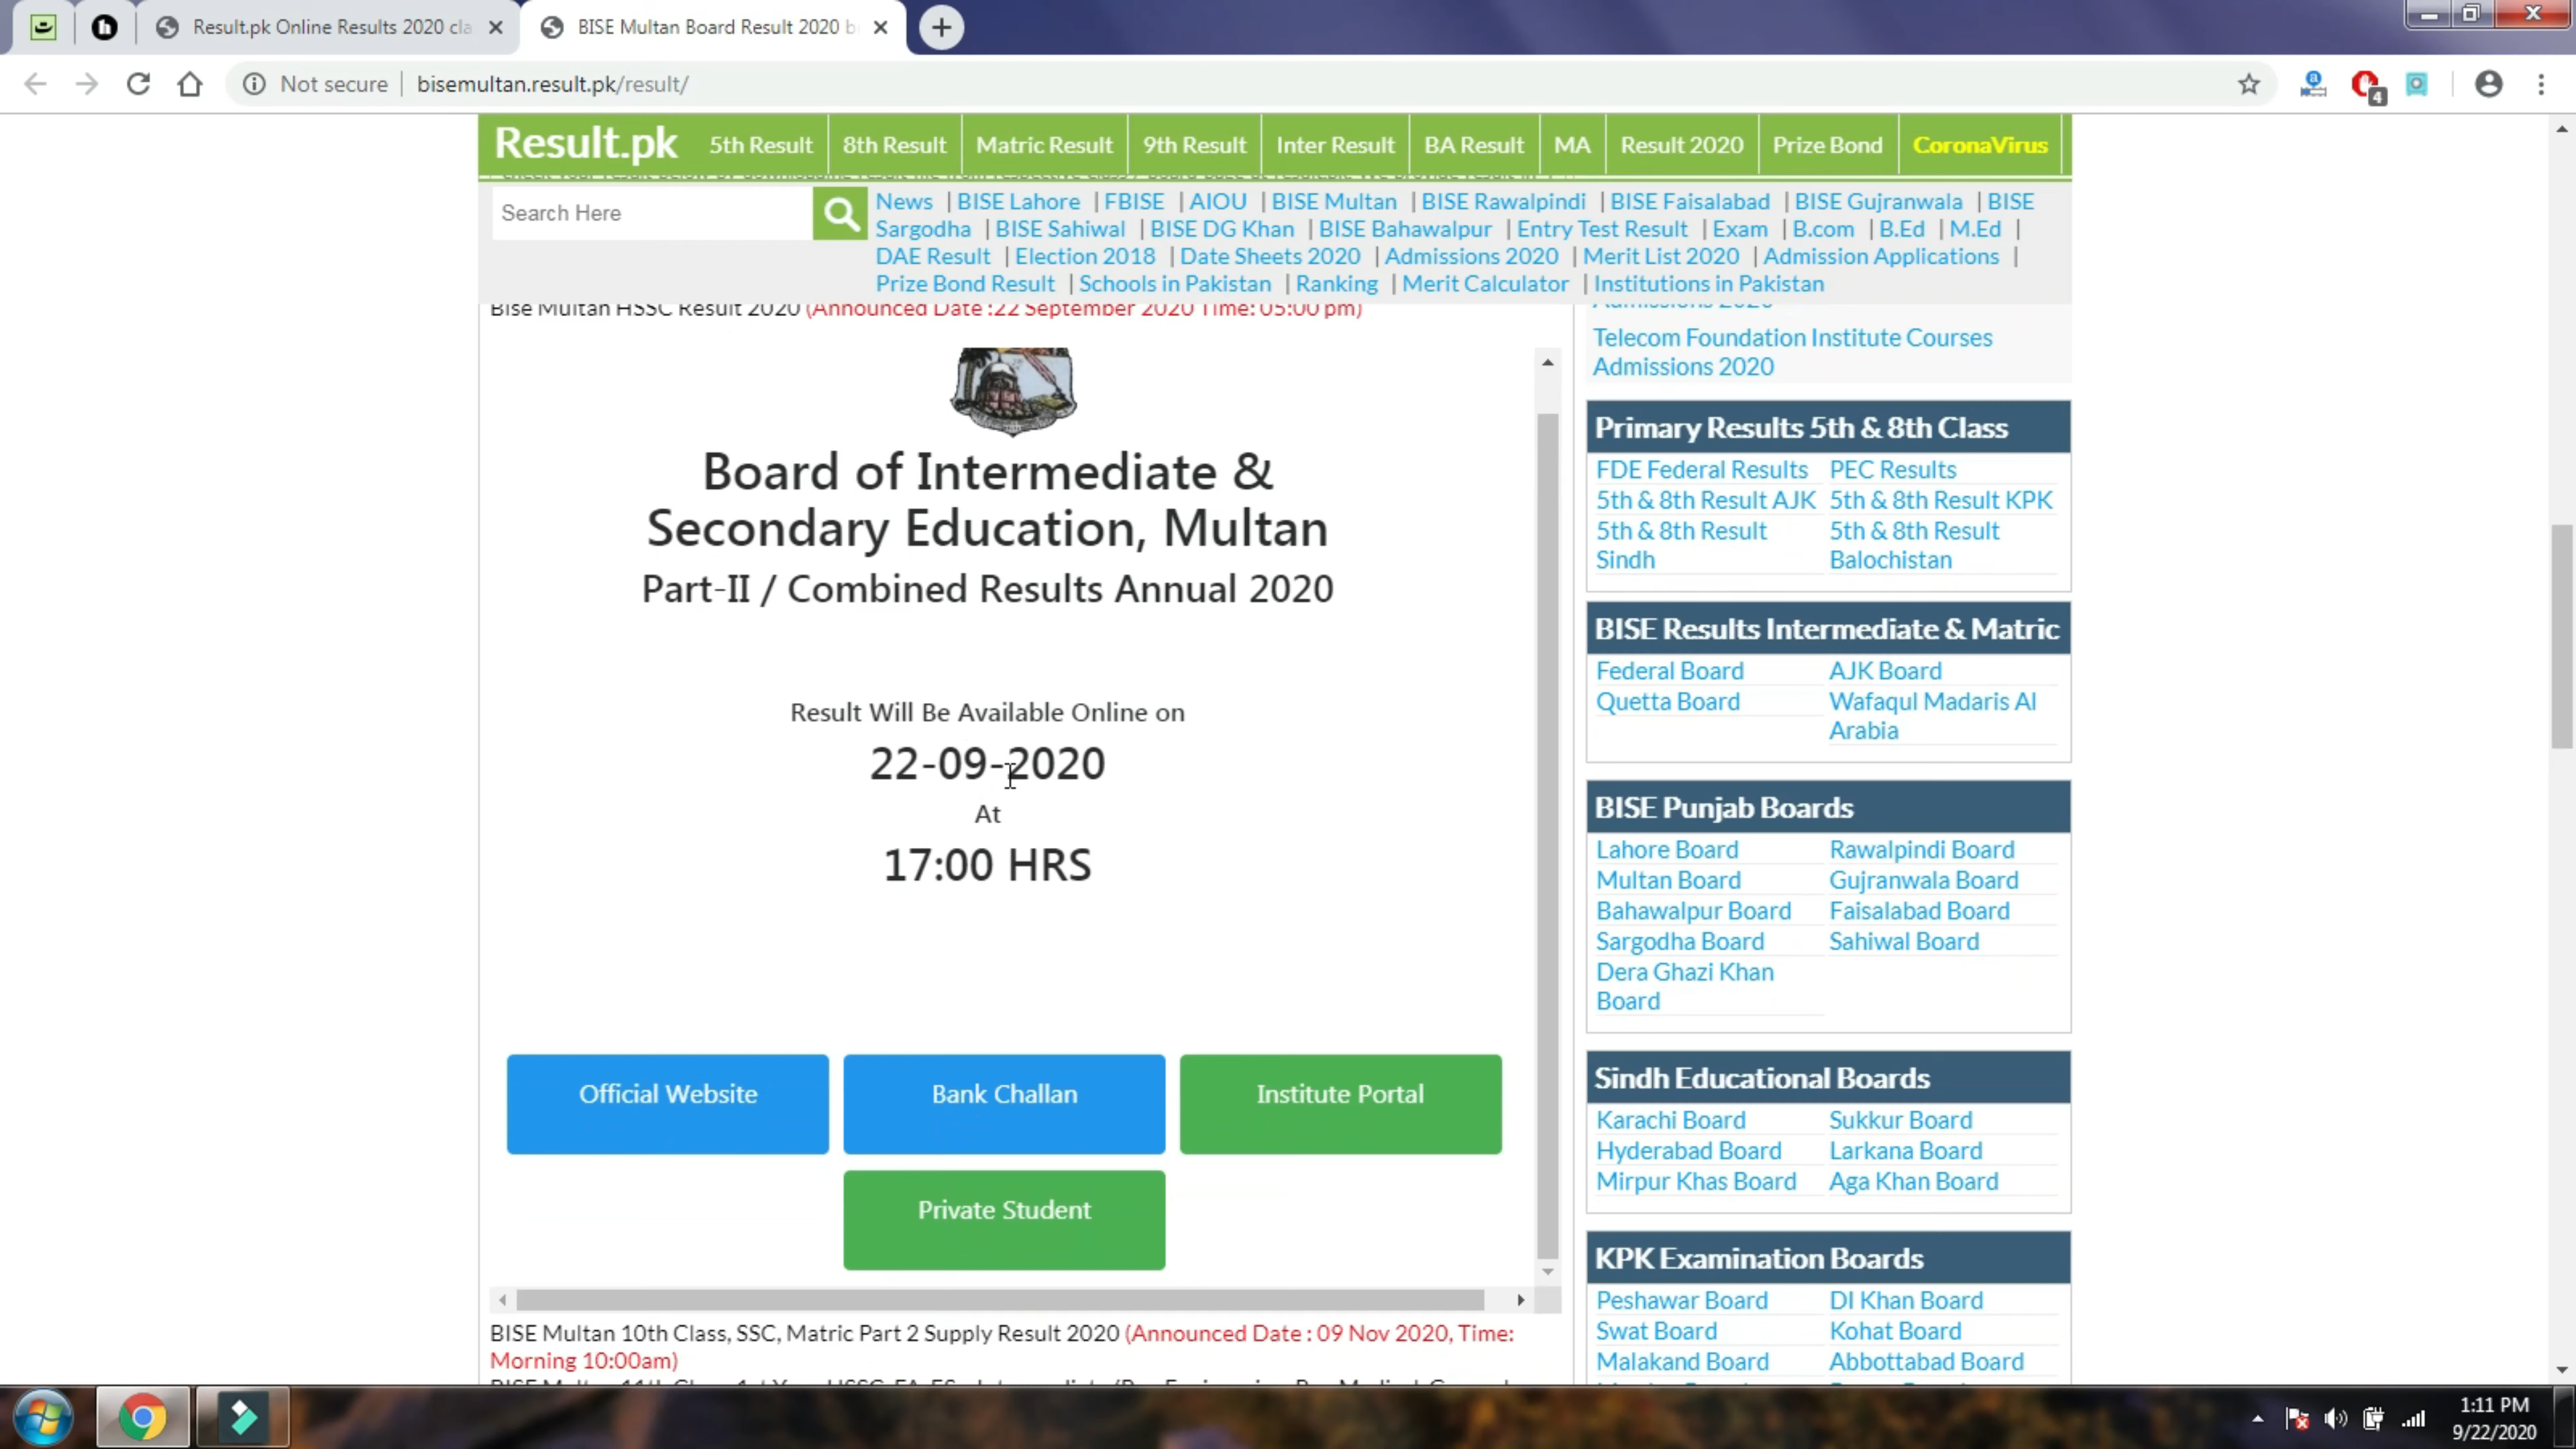 Result.pk Online Results 2020 cla
BISE Multan Board Result 2020 b
Not secure
bisemultan.result.pk/result/
4
Result.pk
5th Result
8th Result
Matric Result
9th Result
Inter Result
BA Result
MA
Result 2020
Prize Bond
CoronaVirus
Search Here
News | BISE Lahore | FBISE | AIOU | BISE Multan | BISE Rawalpindi | BISE Faisalabad | BISE Gujranwala | BISE
Sargodha | BISE Sahiwal | BISE DG Khan | BISE Bahawalpur | Entry Test Result | Exam | B.com | B.Ed | M.Ed |
DAE Result | Election 2018 | Date Sheets 2020 | Admissions 2020 | Merit List 2020 | Admission Applications |
Prize Bond Result | Schools in Pakistan | Ranking | Merit Calculator | Institutions in Pakistan
Bise Multan HSSC Result 2020 (Announced Date :22 September 2020 Time: 05:00 pm)
Board of Intermediate &
Secondary Education, Multan
Part-II / Combined Results Annual 2020
Result Will Be Available Online on
22-09-2020
At
17:00 HRS
Official Website
Bank Challan
Institute Portal
Private Student
BISE Multan 10th Class, SSC, Matric Part 2 Supply Result 2020 (Announced Date : 09 Nov 2020, Time:
Morning 10:00am)
Admissions 2020
Telecom Foundation Institute Courses
Admissions 2020
Primary Results 5th & 8th Class
FDE Federal Results
PEC Results
5th & 8th Result AJK
5th & 8th Result KPK
5th & 8th Result
Sindh
5th & 8th Result
Balochistan
BISE Results Intermediate & Matric
Federal Board
AJK Board
Quetta Board
Wafaqul Madaris Al
Arabia
BISE Punjab Boards
Lahore Board
Rawalpindi Board
Multan Board
Gujranwala Board
Bahawalpur Board
Faisalabad Board
Sargodha Board
Sahiwal Board
Dera Ghazi Khan
Board
Sindh Educational Boards
Karachi Board
Sukkur Board
Hyderabad Board
Larkana Board
Mirpur Khas Board
Aga Khan Board
KPK Examination Boards
Peshawar Board
DI Khan Board
Swat Board
Kohat Board
Malakand Board
Abbottabad Board
1:11 PM
9/22/2020